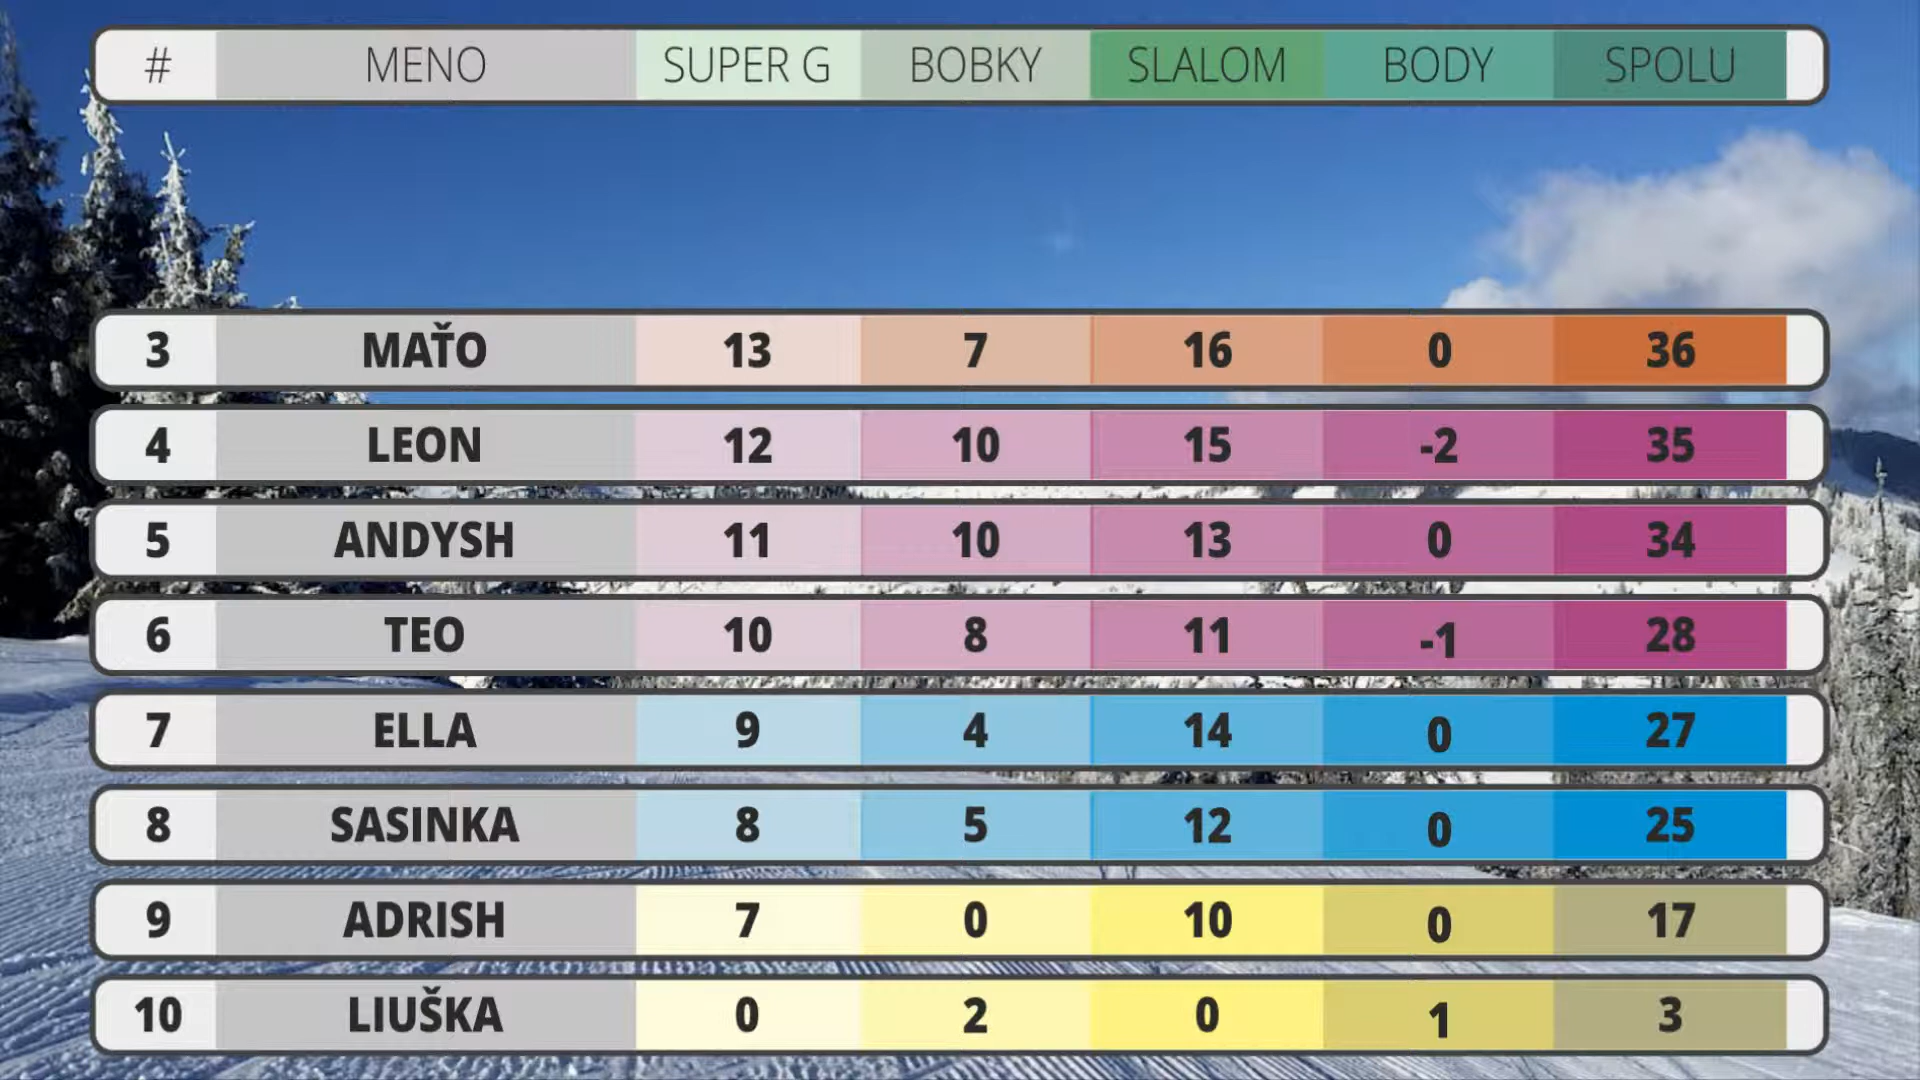 # MENO SUPER G BOBKY SLALOM BODY SPOLU
3 MAŤO 13 7 16 0 36
4 LEON 12 10 15 -2 35
5 ANDYSH 11 10 13 0 34
6 TEO 10 8 11 -1 28
7 ELLA 9 4 14 0 27
8 SASINKA 8 5 12 0 25
9 ADRISH 7 0 10 0 17
10 LIUŠKA 0 2 0 1 3